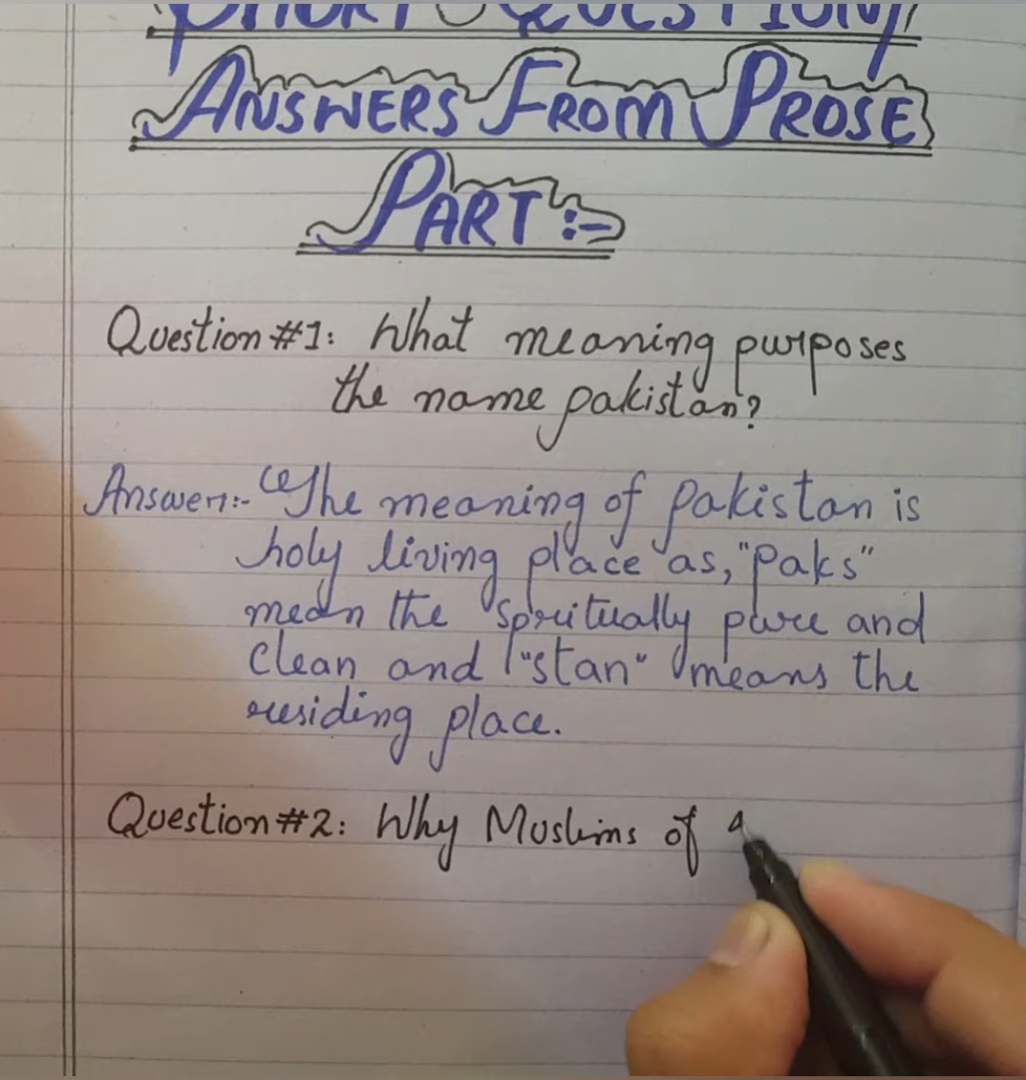 SHORT QUESTION/
ANSWERS FROM PROSE
PART:-
Question #1: What meaning purposes
the name pakistan?
Answer:- "The meaning of pakistan is
holy living place as, "Paks"
mean the spritually pure and
clean and "stan" means the
residing place.
Question #2: Why Muslims of